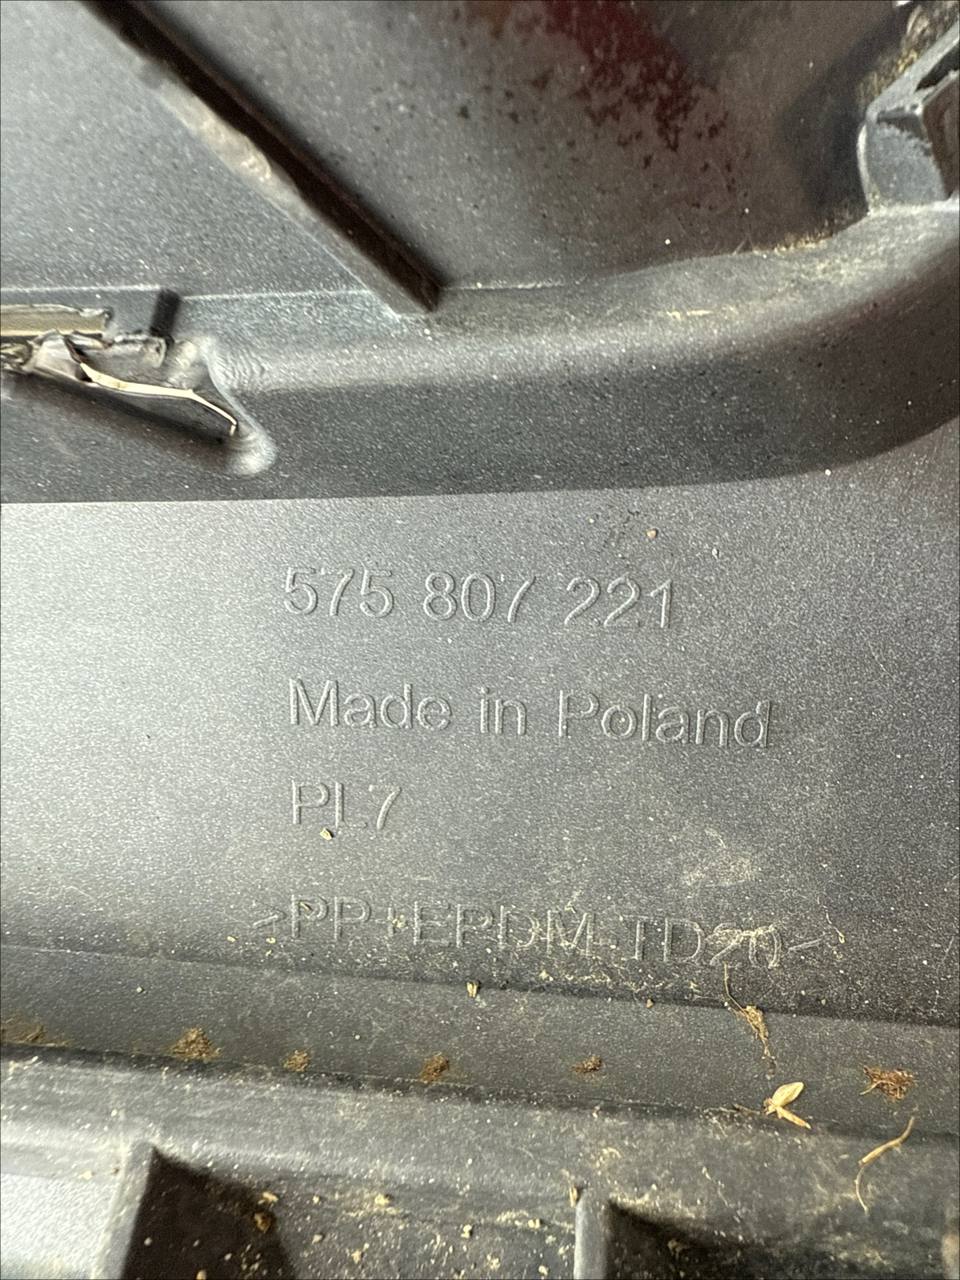 575 807 221
Made in Poland
PL7
>PP+EPDM-TD20<